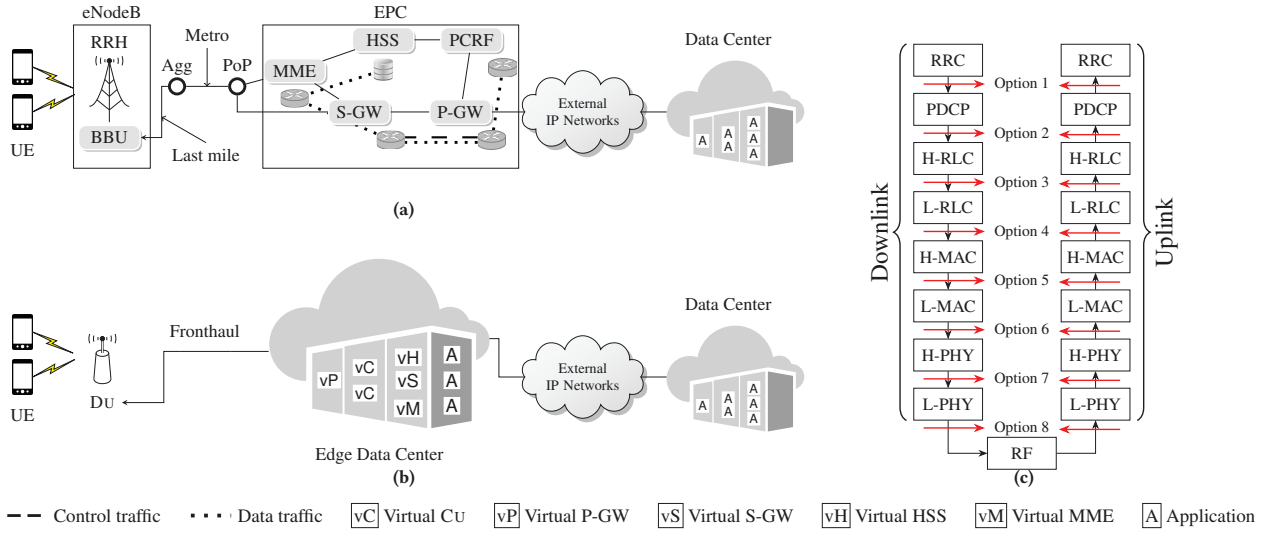 eNodeB
EPC
RRH
Metro
HSS
PCRF
Data Center
Agg
PoP
MME
S-GW
P-GW
External
IP Networks
A
A
A
A
A
A
BBU
UE
Last mile
(a)
Data Center
Fronthaul
vP
vC
vC
vH
vS
vM
A
A
A
External
IP Networks
A
A
A
A
A
A
UE
DU
Edge Data Center
(b)
Downlink
Uplink
RRC
RRC
Option 1
PDCP
PDCP
Option 2
H-RLC
H-RLC
Option 3
L-RLC
L-RLC
Option 4
H-MAC
H-MAC
Option 5
L-MAC
L-MAC
Option 6
H-PHY
H-PHY
Option 7
L-PHY
L-PHY
Option 8
RF
(c)
Control traffic
Data traffic
vC Virtual CU
vP Virtual P-GW
vS Virtual S-GW
vH Virtual HSS
vM Virtual MME
A Application